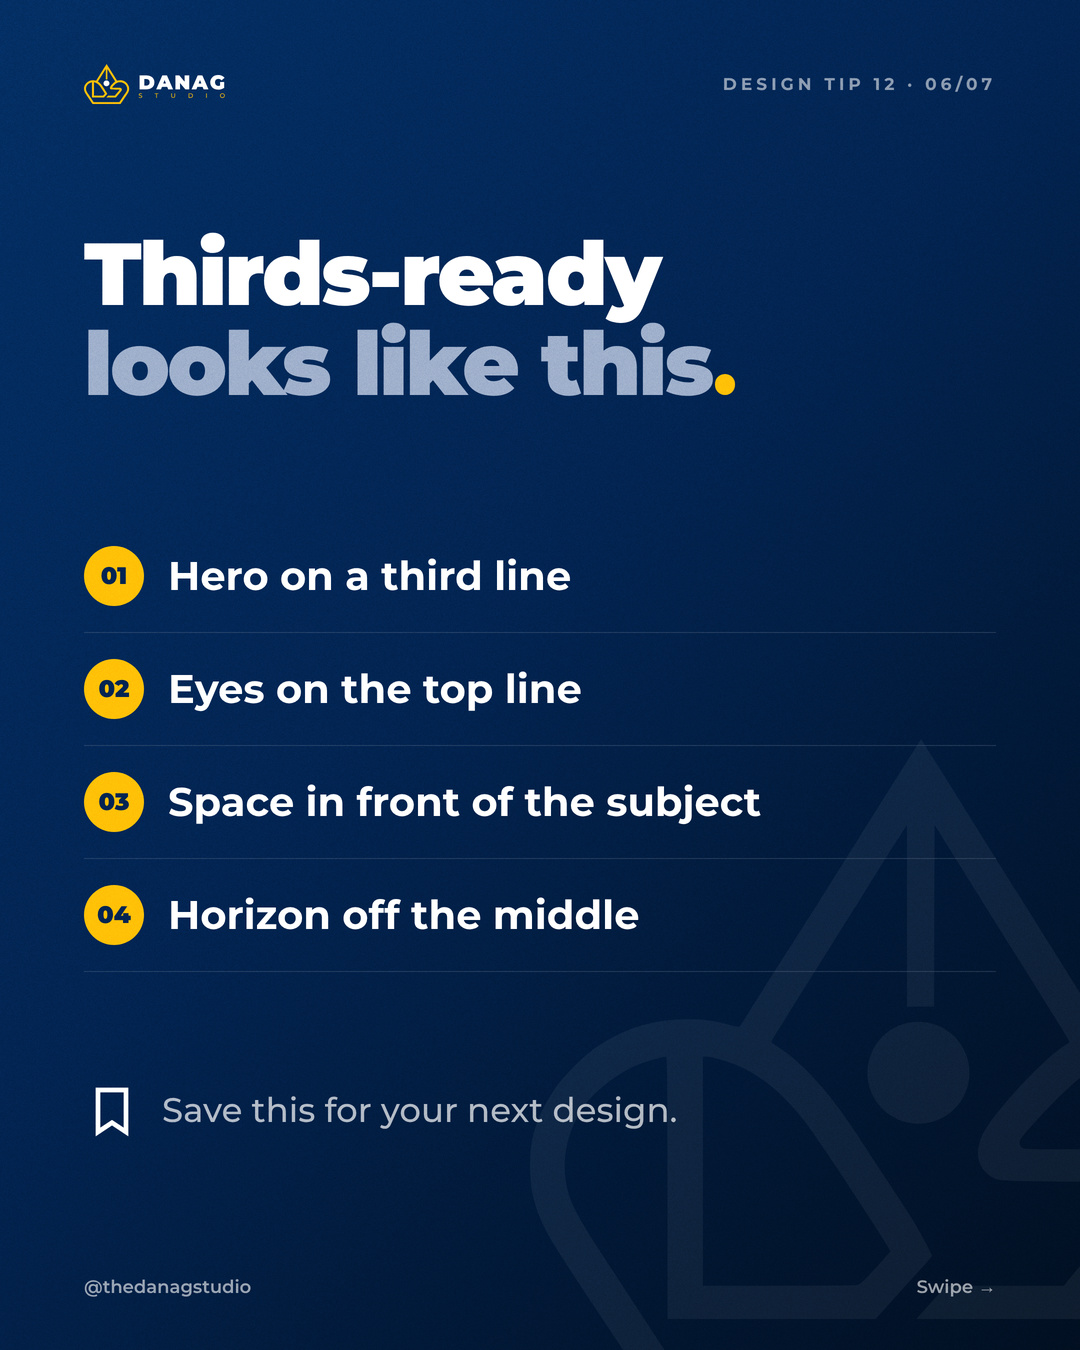 DANAG
STUDIO
DESIGN TIP 12 · 06/07
Thirds-ready
looks like this.
01 Hero on a third line
02 Eyes on the top line
03 Space in front of the subject
04 Horizon off the middle
Save this for your next design.
@thedanagstudio
Swipe →